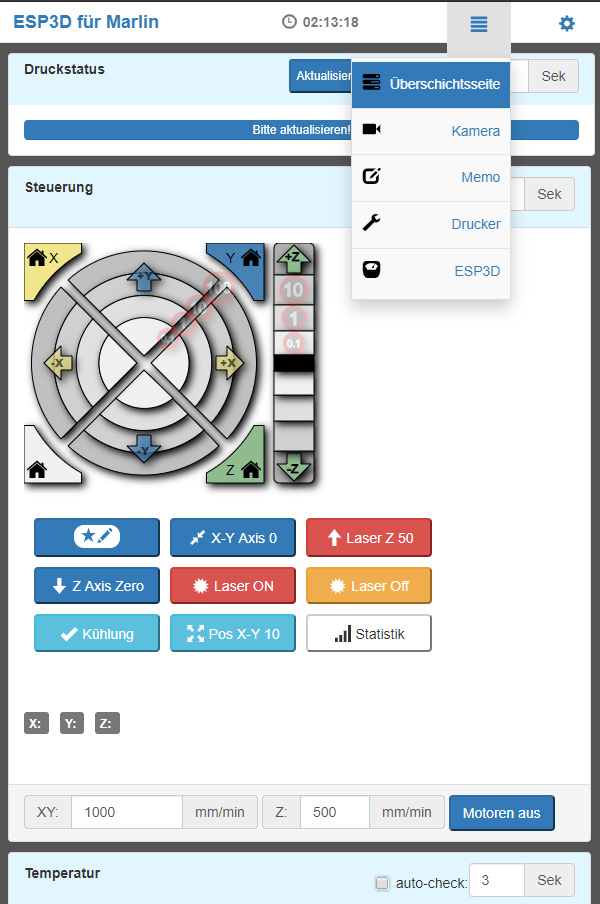 ESP3D für Marlin
02:13:18
Druckstatus
Aktualisier
Sek
Bitte aktualisieren!
Überschichtsseite
Kamera
Memo
Drucker
ESP3D
Steuerung
Sek
X
Y
+Y
+Z
10
10
1
0.1
0.1
-X
+X
-Y
Z
-Z
X-Y Axis 0
Laser Z 50
Z Axis Zero
Laser ON
Laser Off
Kühlung
Pos X-Y 10
Statistik
X: Y: Z:
XY: 1000 mm/min Z: 500 mm/min Motoren aus
Temperatur
auto-check: 3 Sek